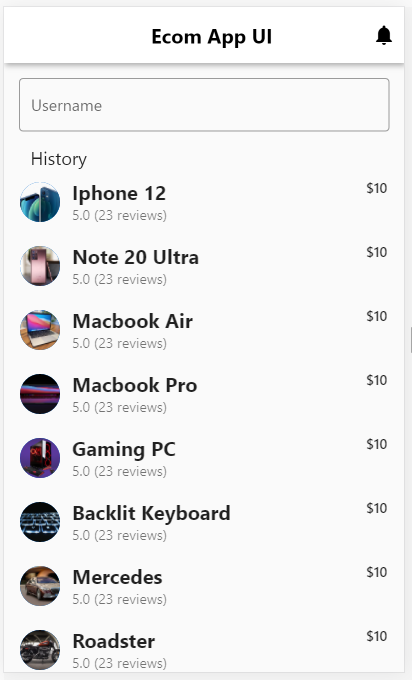 Ecom App UI
Username
History
Iphone 12
$10
5.0 (23 reviews)
Note 20 Ultra
$10
5.0 (23 reviews)
Macbook Air
$10
5.0 (23 reviews)
Macbook Pro
$10
5.0 (23 reviews)
Gaming PC
$10
5.0 (23 reviews)
Backlit Keyboard
$10
5.0 (23 reviews)
Mercedes
$10
5.0 (23 reviews)
Roadster
$10
5.0 (23 reviews)